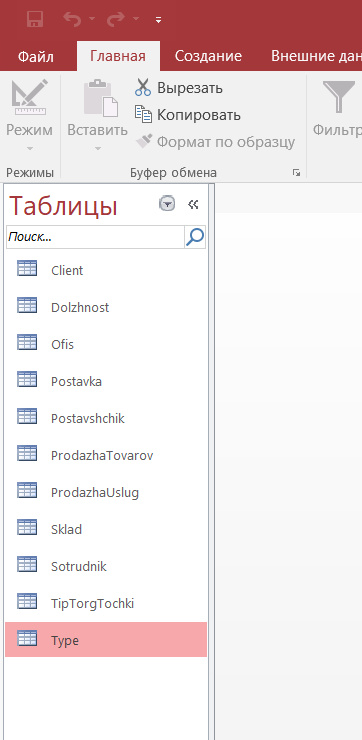 Файл
Главная
Создание
Внешние дан
Режим
Вставить
Вырезать
Копировать
Формат по образцу
Фильтр
Режимы
Буфер обмена
Таблицы
Поиск...
Client
Dolzhnost
Ofis
Postavka
Postavshchik
ProdazhaTovarov
ProdazhaUslug
Sklad
Sotrudnik
TipTorgTochki
Type